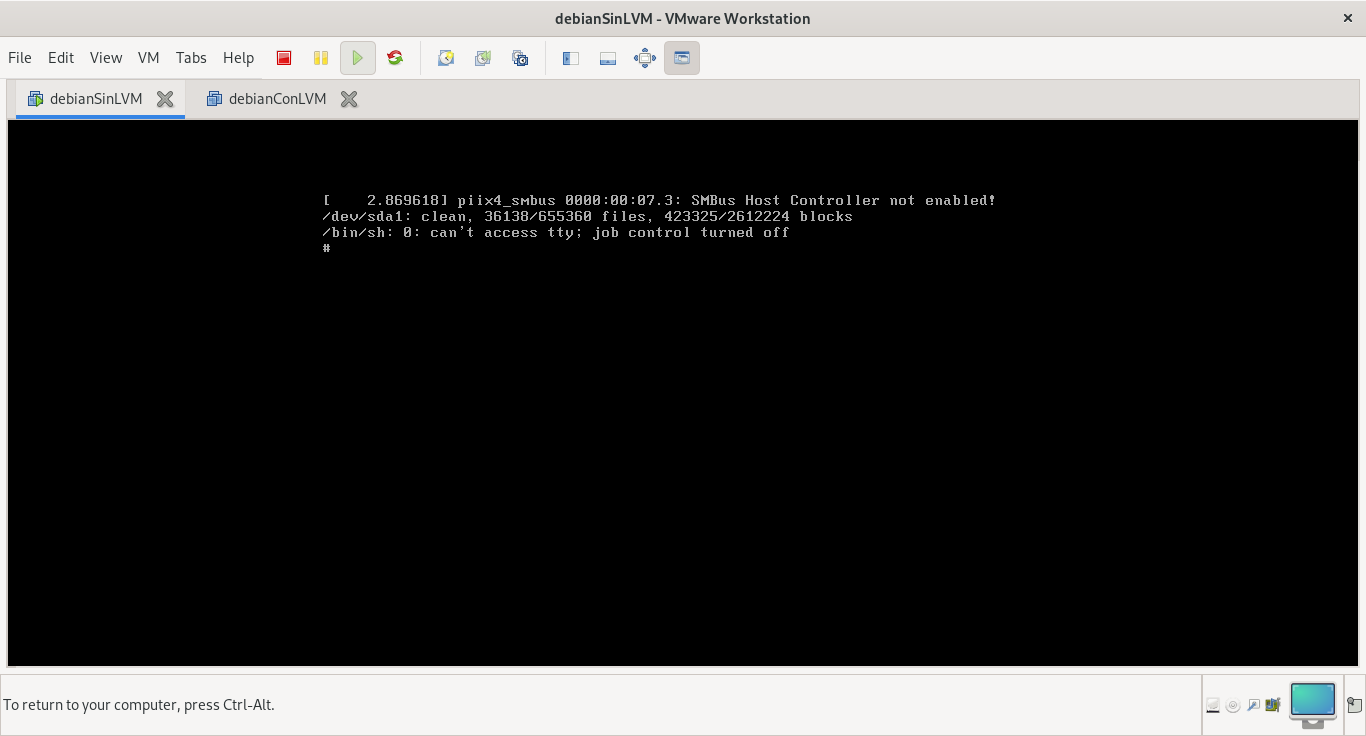 debianSinLVM - VMware Workstation
File Edit View VM Tabs Help
debianSinLVM debianConLVM
[    2.869618] piix4_smbus 0000:00:07.3: SMBus Host Controller not enabled!
/dev/sda1: clean, 36138/655360 files, 423325/2612224 blocks
/bin/sh: 0: can't access tty; job control turned off
#
To return to your computer, press Ctrl-Alt.